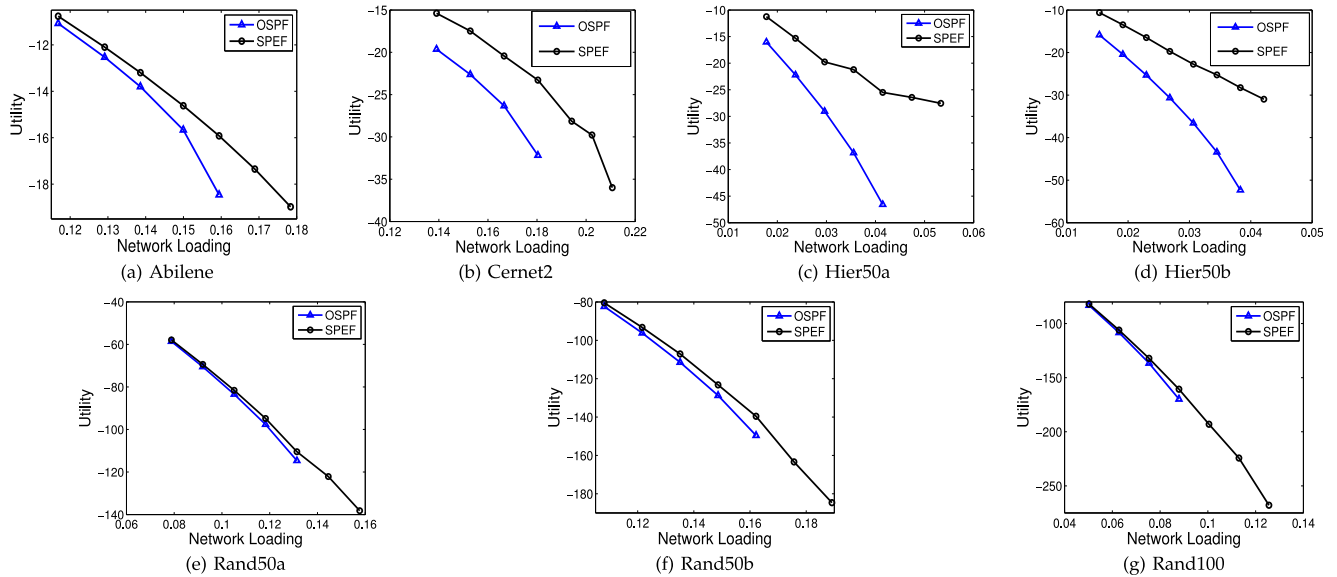 OSPF
SPEF
Utility
−12
−14
−16
−18
0.12 0.13 0.14 0.15 0.16 0.17 0.18
Network Loading
(a) Abilene
OSPF
SPEF
Utility
−15
−20
−25
−30
−35
−40
0.12 0.14 0.16 0.18 0.2 0.22
Network Loading
(b) Cernet2
OSPF
SPEF
Utility
−5
−10
−15
−20
−25
−30
−35
−40
−45
−50
0.01 0.02 0.03 0.04 0.05 0.06
Network Loading
(c) Hier50a
OSPF
SPEF
Utility
−10
−20
−30
−40
−50
−60
0.01 0.02 0.03 0.04 0.05
Network Loading
(d) Hier50b
OSPF
SPEF
Utility
−40
−60
−80
−100
−120
−140
0.06 0.08 0.1 0.12 0.14 0.16
Network Loading
(e) Rand50a
OSPF
SPEF
Utility
−80
−100
−120
−140
−160
−180
0.12 0.14 0.16 0.18
Network Loading
(f) Rand50b
OSPF
SPEF
Utility
−100
−150
−200
−250
0.04 0.06 0.08 0.1 0.12 0.14
Network Loading
(g) Rand100